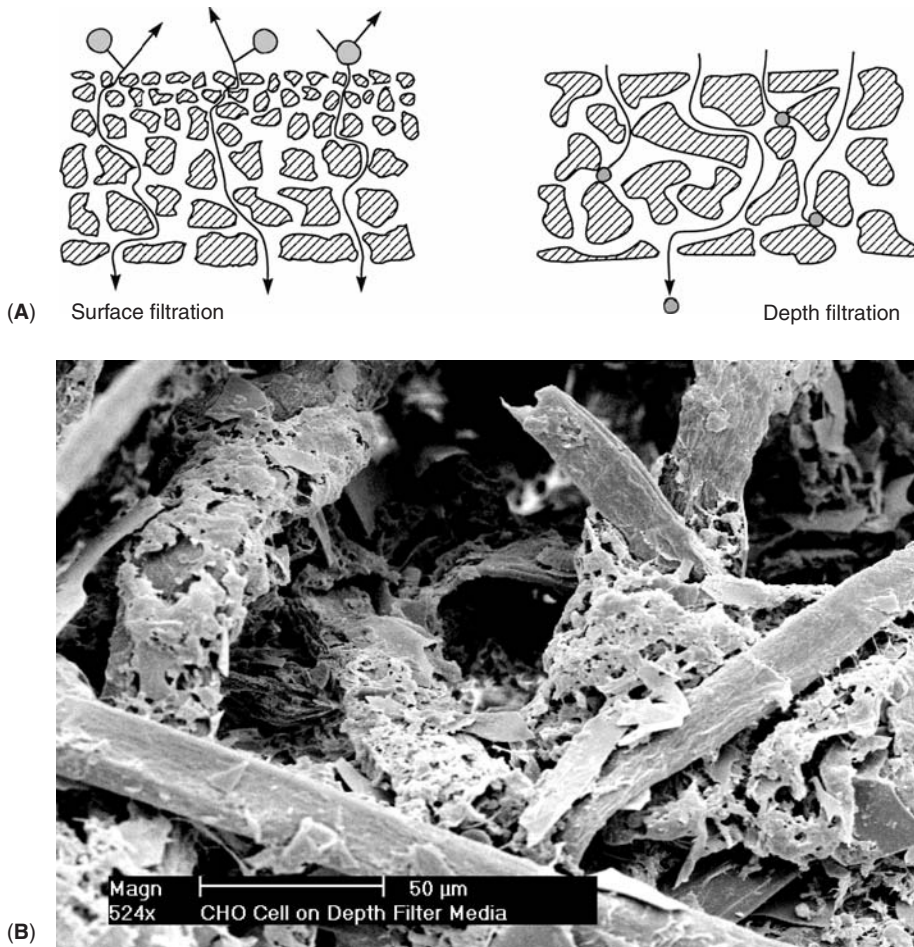 (A) Surface filtration Depth filtration
Magn 50 µm
524x CHO Cell on Depth Filter Media
(B)